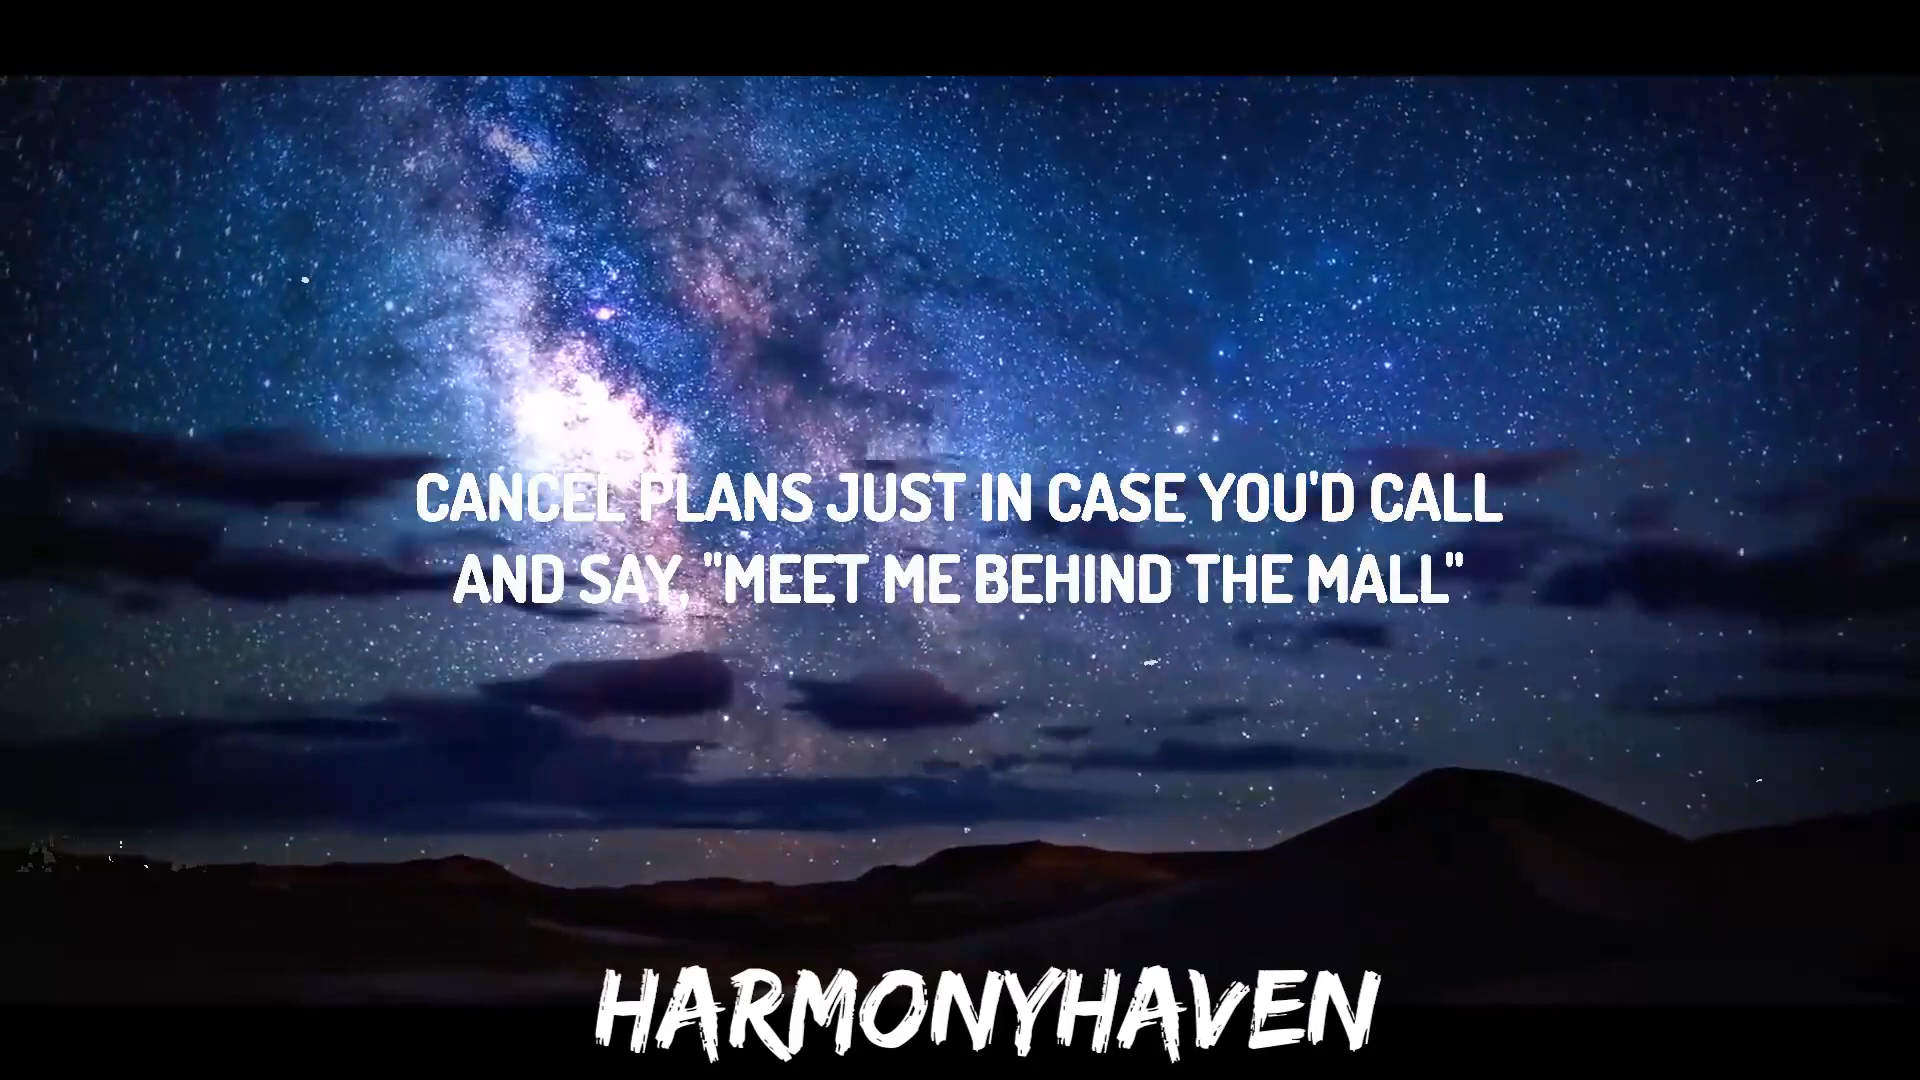 CANCEL PLANS JUST IN CASE YOU'D CALL
AND SAY, "MEET ME BEHIND THE MALL"
HARMONYHAVEN